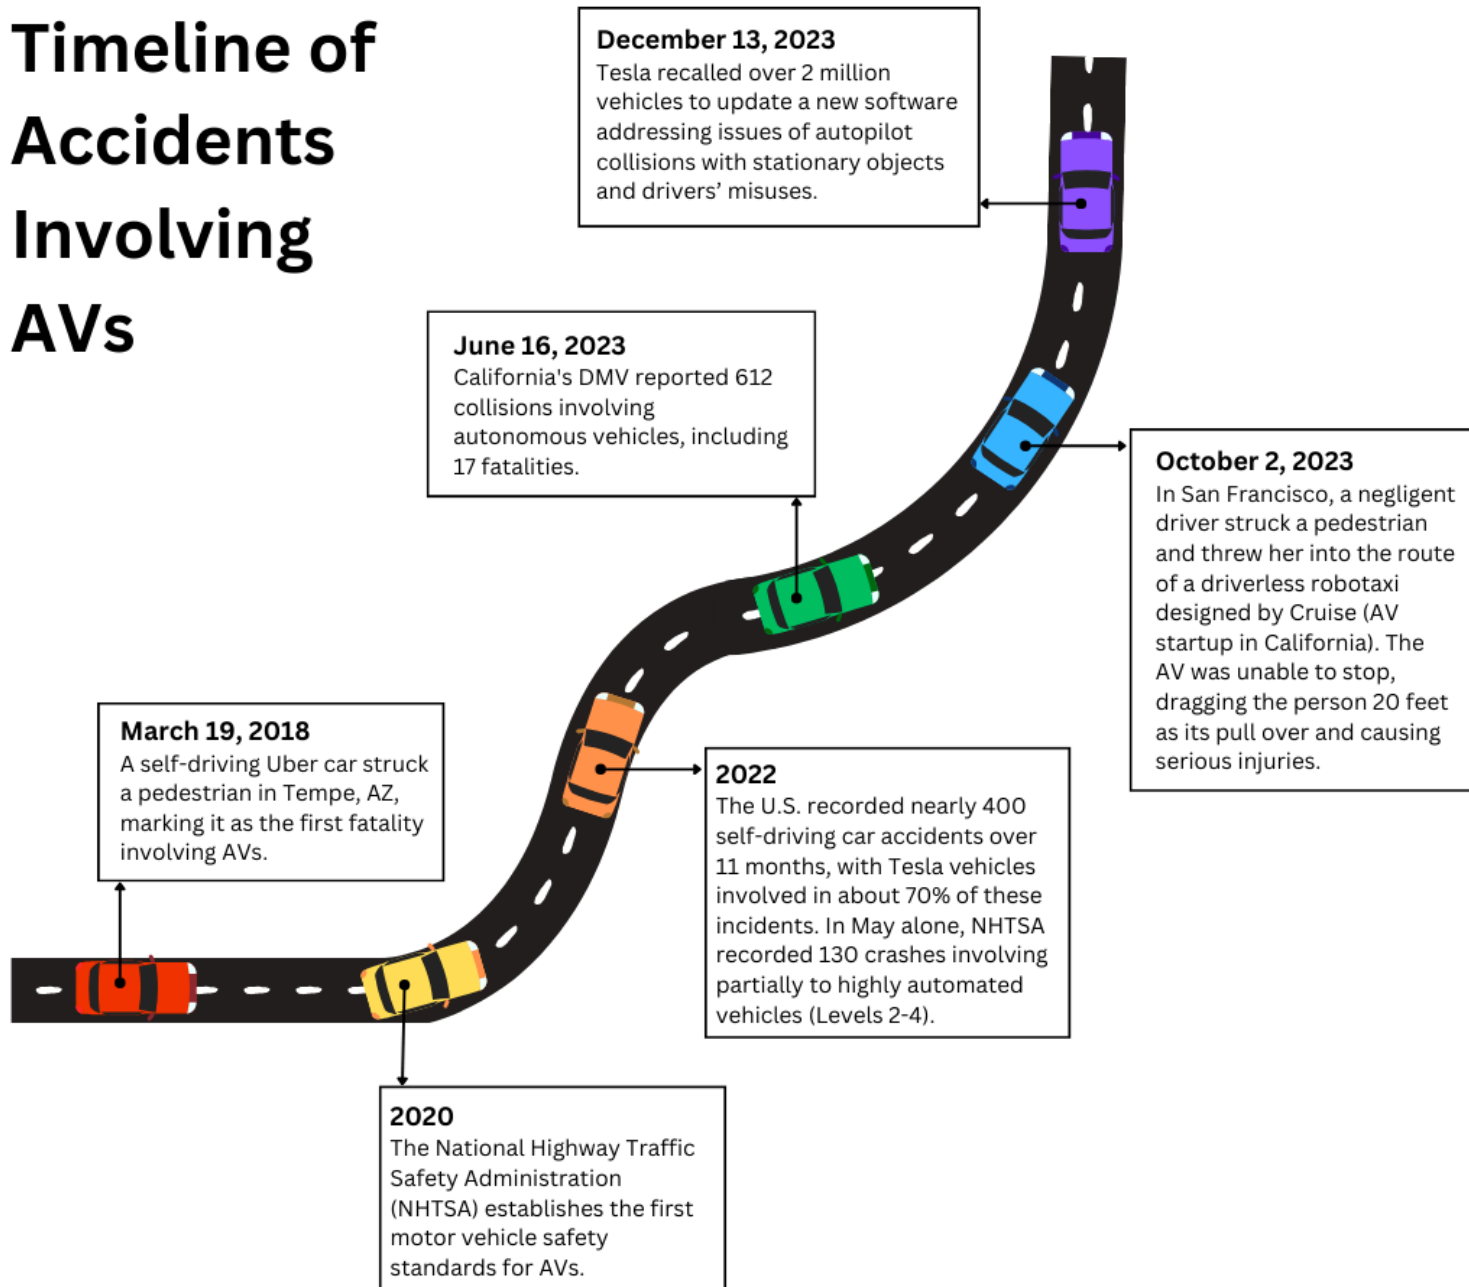 Timeline of
Accidents
Involving
AVs
December 13, 2023
Tesla recalled over 2 million
vehicles to update a new software
addressing issues of autopilot
collisions with stationary objects
and drivers’ misuses.
June 16, 2023
California's DMV reported 612
collisions involving
autonomous vehicles, including
17 fatalities.
October 2, 2023
In San Francisco, a negligent
driver struck a pedestrian
and threw her into the route
of a driverless robotaxi
designed by Cruise (AV
startup in California). The
AV was unable to stop,
dragging the person 20 feet
as its pull over and causing
serious injuries.
March 19, 2018
A self-driving Uber car struck
a pedestrian in Tempe, AZ,
marking it as the first fatality
involving AVs.
2022
The U.S. recorded nearly 400
self-driving car accidents over
11 months, with Tesla vehicles
involved in about 70% of these
incidents. In May alone, NHTSA
recorded 130 crashes involving
partially to highly automated
vehicles (Levels 2-4).
2020
The National Highway Traffic
Safety Administration
(NHTSA) establishes the first
motor vehicle safety
standards for AVs.